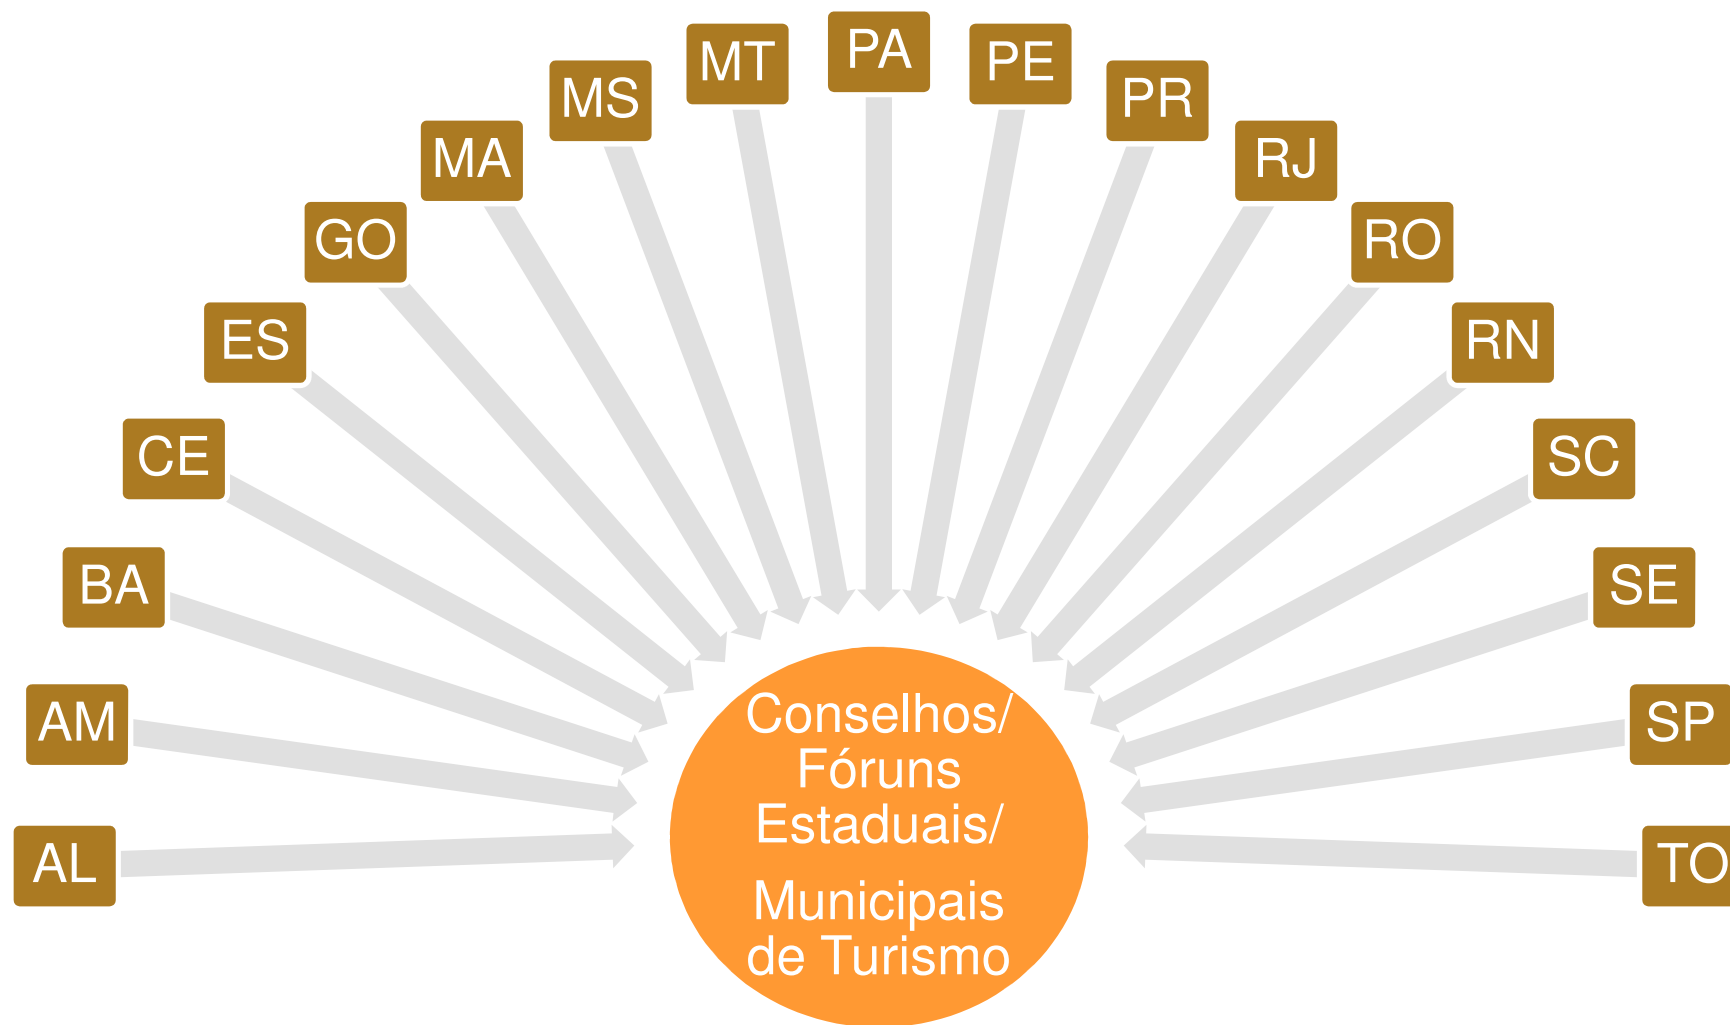 AL
AM
BA
CE
ES
GO
MA
MS
MT
PA
PE
PR
RJ
RO
RN
SC
SE
SP
TO
Conselhos/
Fóruns
Estaduais/
Municipais
de Turismo